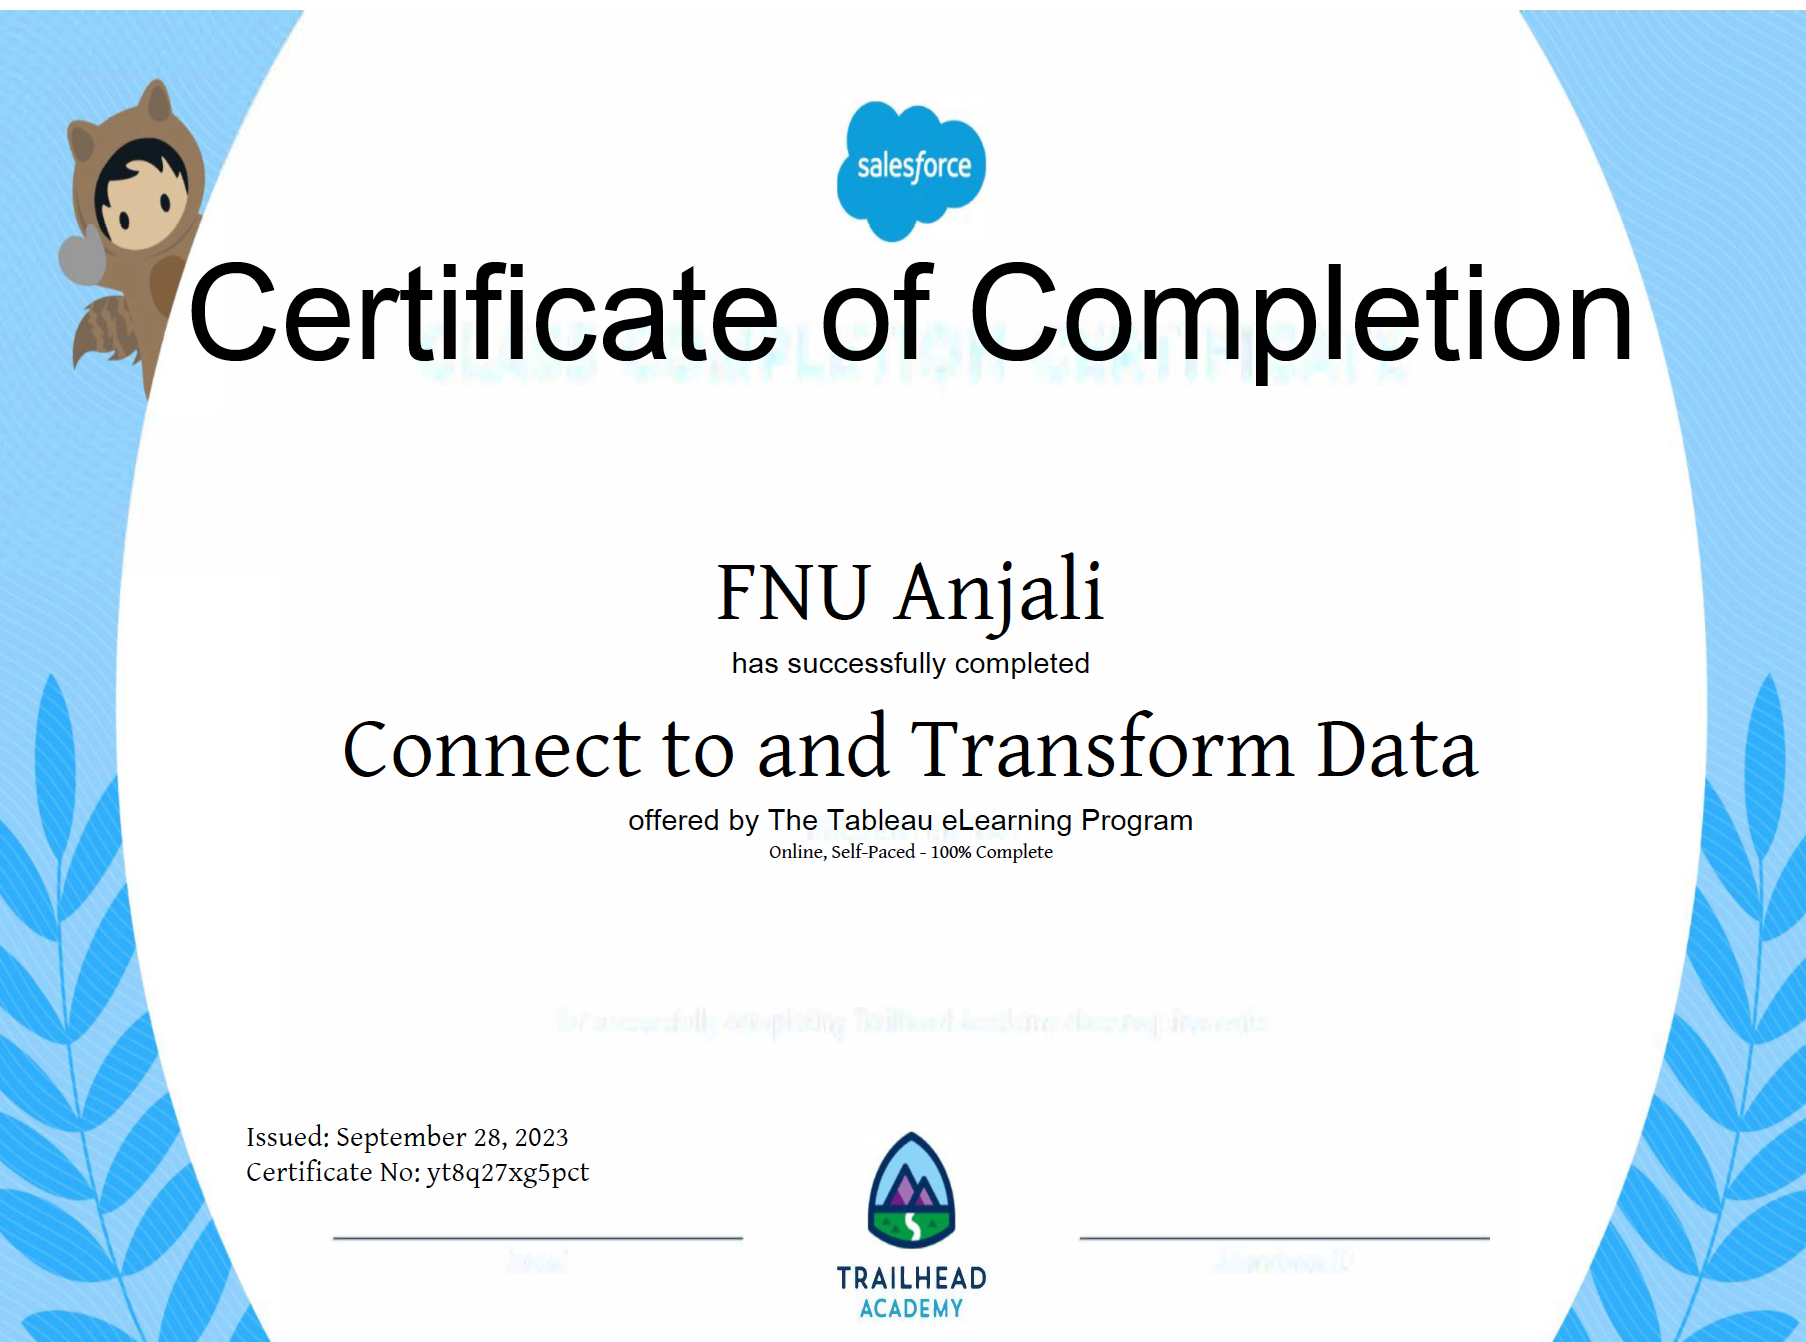 salesforce
Certificate of Completion
FNU Anjali
has successfully completed
Connect to and Transform Data
offered by The Tableau eLearning Program
Online, Self-Paced - 100% Complete
Issued: September 28, 2023
Certificate No: yt8q27xg5pct
TRAILHEAD
ACADEMY